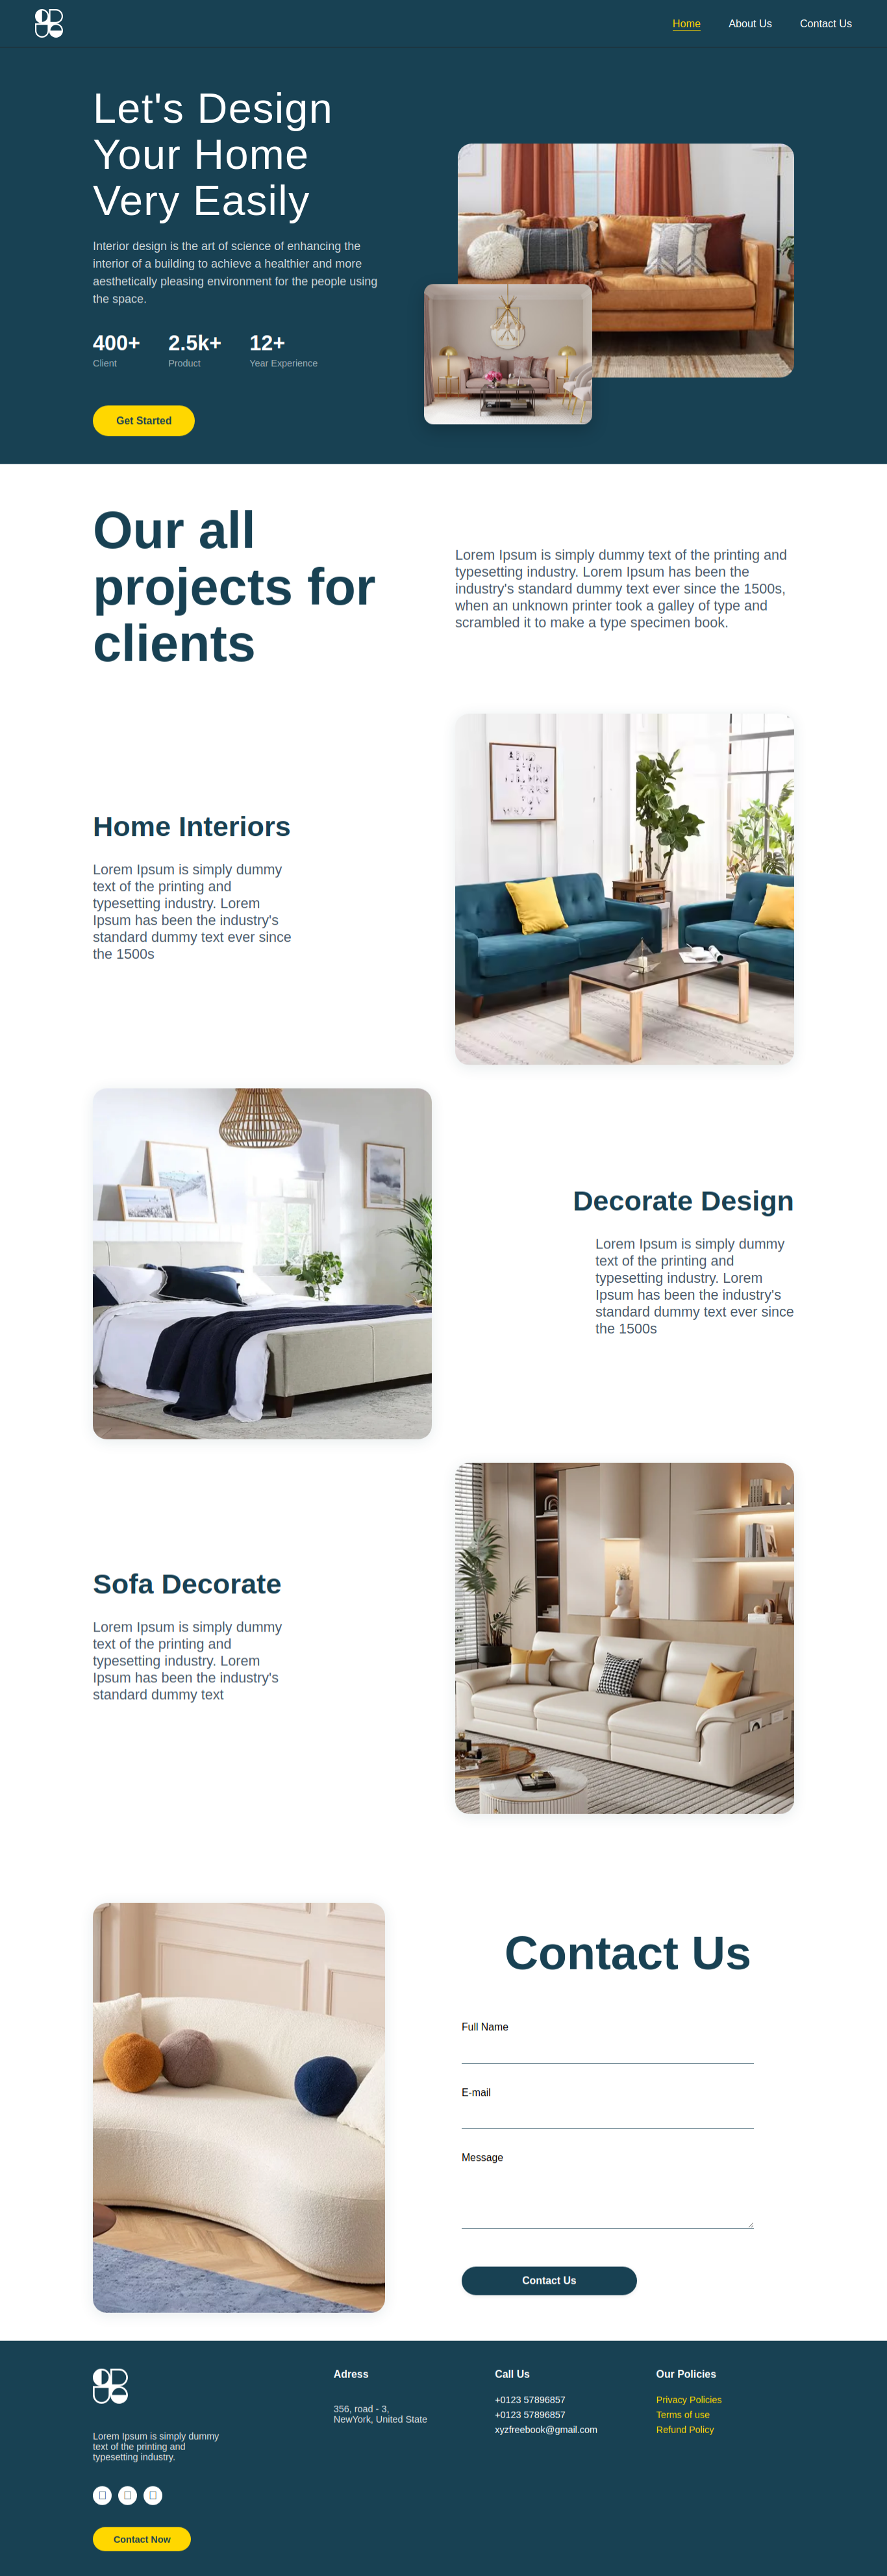 Home
About Us
Contact Us
Let's Design
Your Home
Very Easily
Interior design is the art of science of enhancing the
interior of a building to achieve a healthier and more
aesthetically pleasing environment for the people using
the space.
400+
Client
2.5k+
Product
12+
Year Experience
Get Started
Our all
projects for
clients
Lorem Ipsum is simply dummy text of the printing and
typesetting industry. Lorem Ipsum has been the
industry's standard dummy text ever since the 1500s,
when an unknown printer took a galley of type and
scrambled it to make a type specimen book.
Home Interiors
Lorem Ipsum is simply dummy
text of the printing and
typesetting industry. Lorem
Ipsum has been the industry's
standard dummy text ever since
the 1500s
Decorate Design
Lorem Ipsum is simply dummy
text of the printing and
typesetting industry. Lorem
Ipsum has been the industry's
standard dummy text ever since
the 1500s
Sofa Decorate
Lorem Ipsum is simply dummy
text of the printing and
typesetting industry. Lorem
Ipsum has been the industry's
standard dummy text
Contact Us
Full Name
E-mail
Message
Contact Us
Lorem Ipsum is simply dummy
text of the printing and
typesetting industry.
Contact Now
Adress
356, road - 3,
NewYork, United State
Call Us
+0123 57896857
+0123 57896857
xyzfreebook@gmail.com
Our Policies
Privacy Policies
Terms of use
Refund Policy